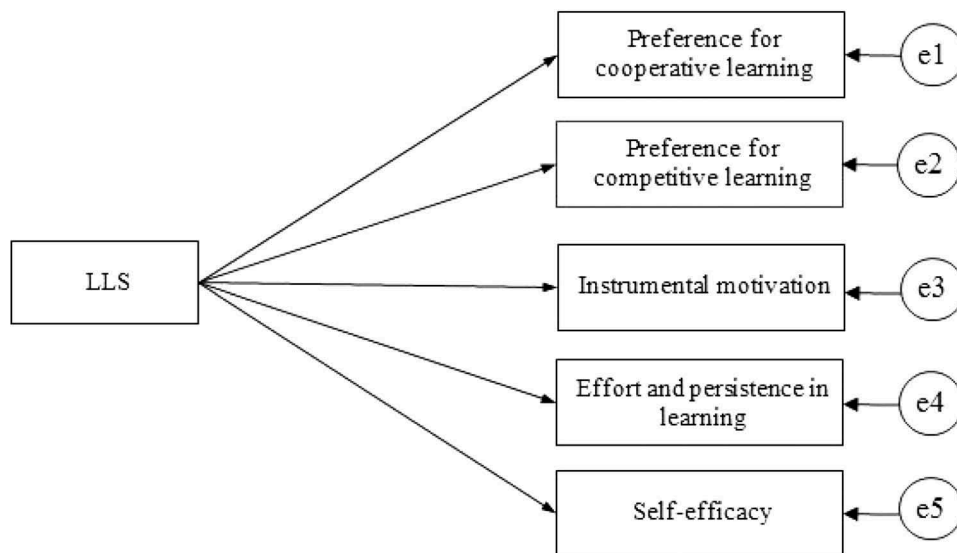 Preference for
cooperative learning
e1
Preference for
competitive learning
e2
LLS
Instrumental motivation
e3
Effort and persistence in
learning
e4
Self-efficacy
e5